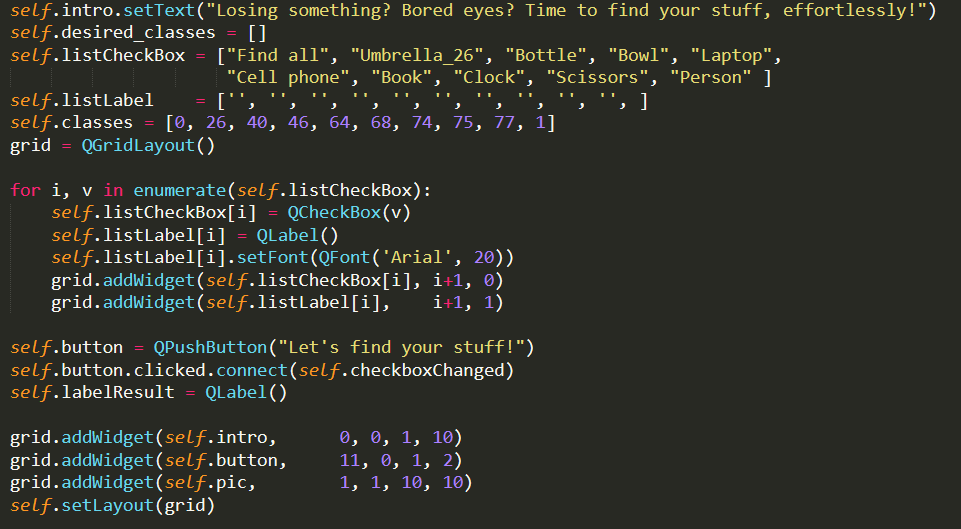 self.intro.setText("Losing something? Bored eyes? Time to find your stuff, effortlessly!")
self.desired_classes = []
self.listCheckBox = ["Find all", "Umbrella_26", "Bottle", "Bowl", "Laptop",
                     "Cell phone", "Book", "Clock", "Scissors", "Person" ]
self.listLabel    = ['', '', '', '', '', '', '', '', '', '', ]
self.classes = [0, 26, 40, 46, 64, 68, 74, 75, 77, 1]
grid = QGridLayout()

for i, v in enumerate(self.listCheckBox):
    self.listCheckBox[i] = QCheckBox(v)
    self.listLabel[i] = QLabel()
    self.listLabel[i].setFont(QFont('Arial', 20))
    grid.addWidget(self.listCheckBox[i], i+1, 0)
    grid.addWidget(self.listLabel[i],    i+1, 1)

self.button = QPushButton("Let's find your stuff!")
self.button.clicked.connect(self.checkboxChanged)
self.labelResult = QLabel()

grid.addWidget(self.intro,      0, 0, 1, 10)
grid.addWidget(self.button,     11, 0, 1, 2)
grid.addWidget(self.pic,        1, 1, 10, 10)
self.setLayout(grid)